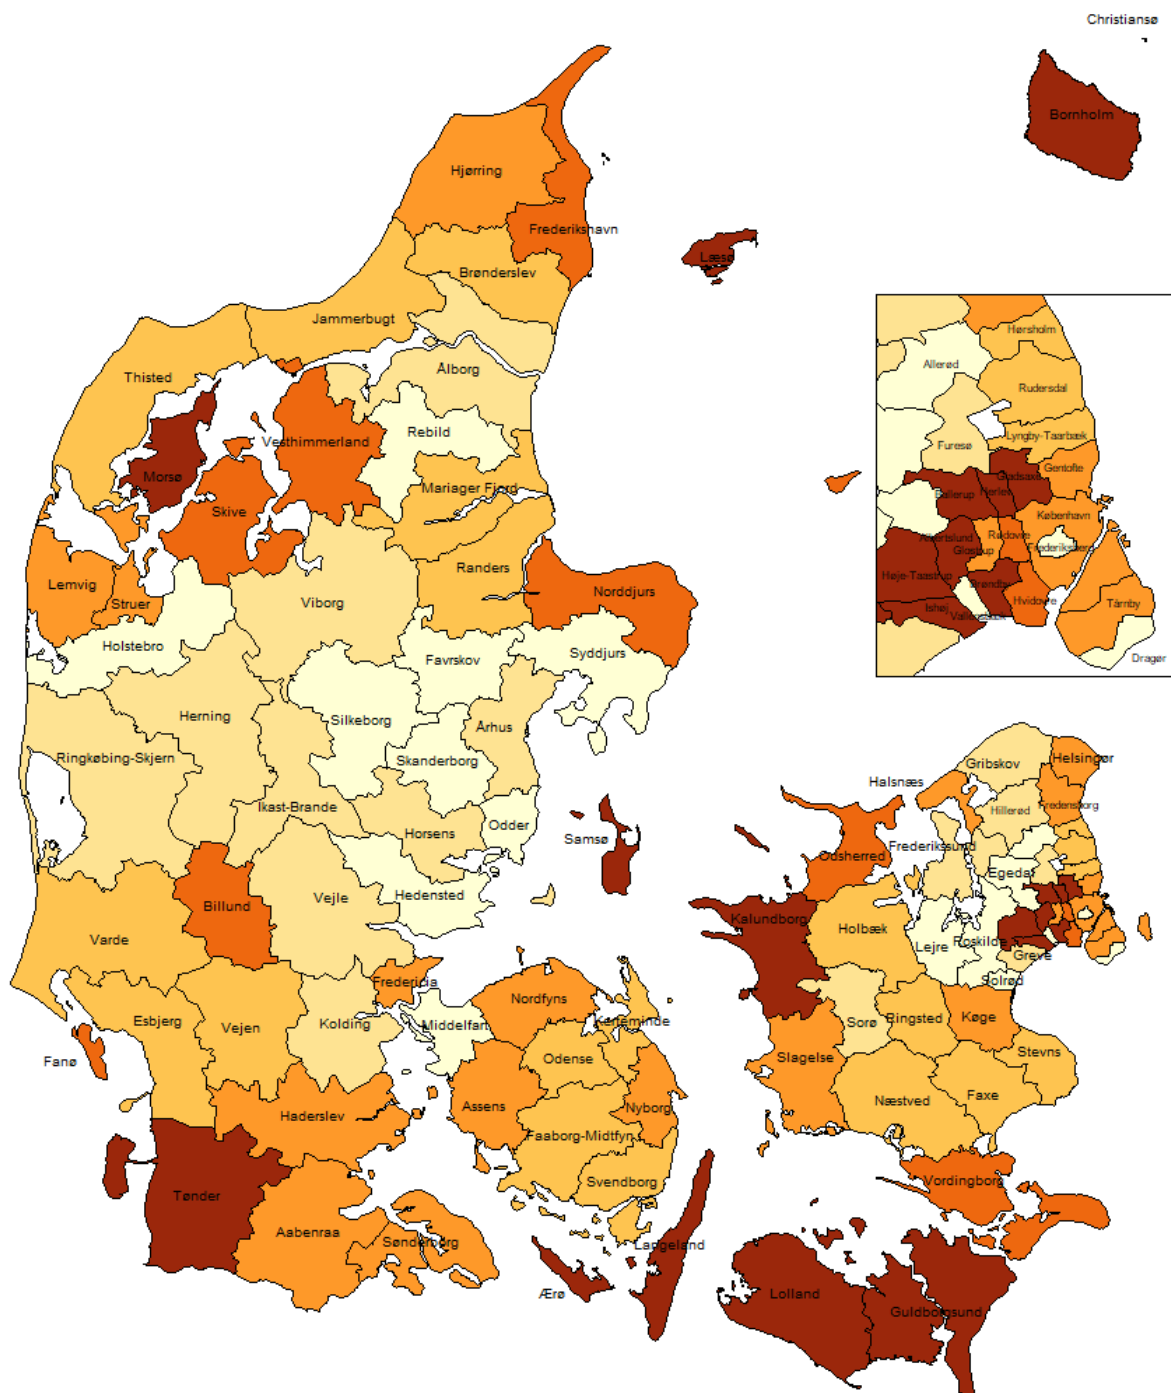 Christiansø
Bornholm
Hjørring
Frederikshavn
Læsø
Brønderslev
Jammerbugt
Ålborg
Thisted
Rebild
Vesthimmerland
Morsø
Mariager Fjord
Skive
Randers
Lemvig
Struer
Viborg
Norddjurs
Holstebro
Favrskov
Syddjurs
Herning
Silkeborg
Århus
Ringkøbing-Skjern
Skanderborg
Ikast-Brande
Horsens
Odder
Samsø
Hedensted
Vejle
Billund
Varde
Fredericia
Esbjerg
Vejen
Kolding
Middelfart
Nordfyns
Kerteminde
Fanø
Odense
Haderslev
Assens
Nyborg
Faaborg-Midtfyn
Svendborg
Tønder
Aabenraa
Sønderborg
Langeland
Ærø
Hørsholm
Allerød
Rudersdal
Lyngby-Taarbæk
Furesø
Gentofte
Gladsaxe
Ballerup
Herlev
København
Albertslund
Rødovre
Frederiksberg
Glostrup
Høje-Taastrup
Brøndby
Hvidovre
Tårnby
Ishøj
Vallensbæk
Dragør
Helsingør
Gribskov
Halsnæs
Fredensborg
Hillerød
Frederikssund
Odsherred
Egedal
Kalundborg
Holbæk
Lejre
Roskilde
Greve
Solrød
Sorø
Ringsted
Køge
Slagelse
Stevns
Næstved
Faxe
Vordingborg
Lolland
Guldborgsund